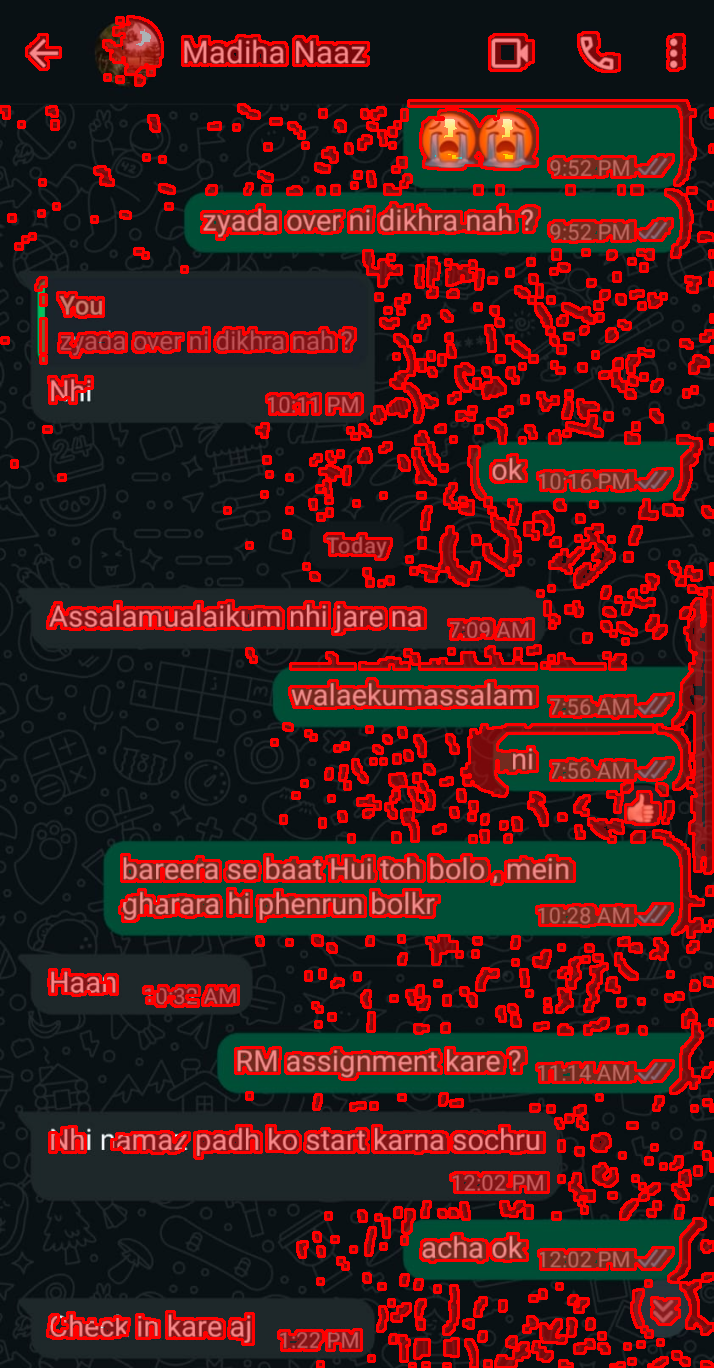 Madiha Naaz
😭😭
9:52 PM
zyada over ni dikhra nah ?
9:52 PM
You
zyada over ni dikhra nah ?
Nhi
10:11 PM
ok
10:16 PM
Today
Assalamualaikum nhi jare na
7:09 AM
walaekumassalam
7:56 AM
ni
7:56 AM
👍
bareera se baat Hui toh bolo , mein
gharara hi phenrun bolkr
10:28 AM
Haan
10:32 AM
RM assignment kare ?
11:14 AM
Nhi namaz padh ko start karna sochru
12:02 PM
acha ok
12:02 PM
Check in kare aj
1:22 PM